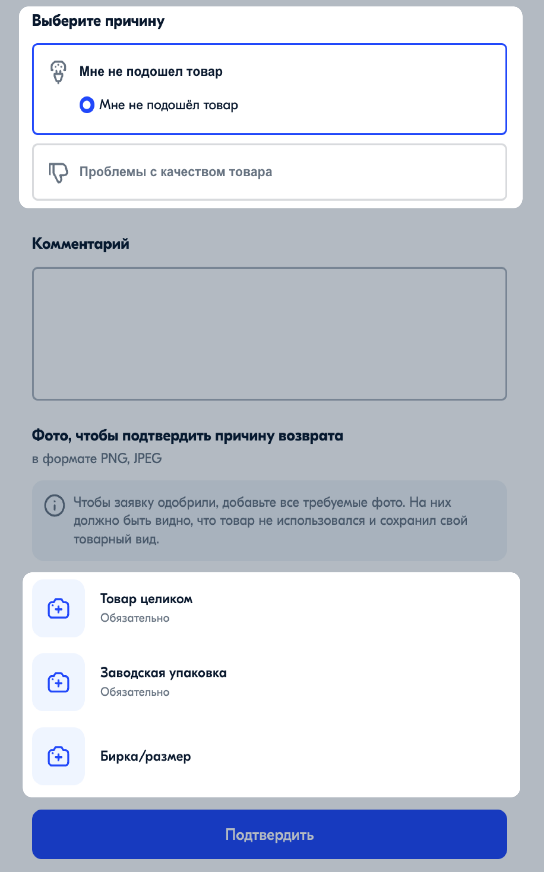 Выберите причину
Мне не подошел товар
Мне не подошёл товар
Проблемы с качеством товара
Комментарий
Фото, чтобы подтвердить причину возврата
в формате PNG, JPEG
Чтобы заявку одобрили, добавьте все требуемые фото. На них
должно быть видно, что товар не использовался и сохранил свой
товарный вид.
Товар целиком
Обязательно
Заводская упаковка
Обязательно
Бирка/размер
Подтвердить